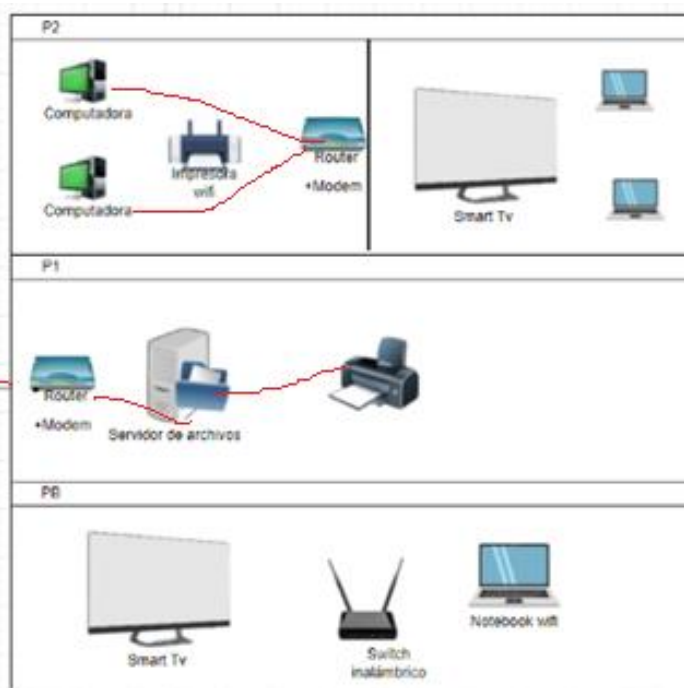 P2
Computadora
Impresora
wifi
Router
+Modem
Computadora
Smart Tv
P1
Router
+Modem
Servidor de archivos
PB
Smart Tv
Switch
inalámbrico
Notebook wifi